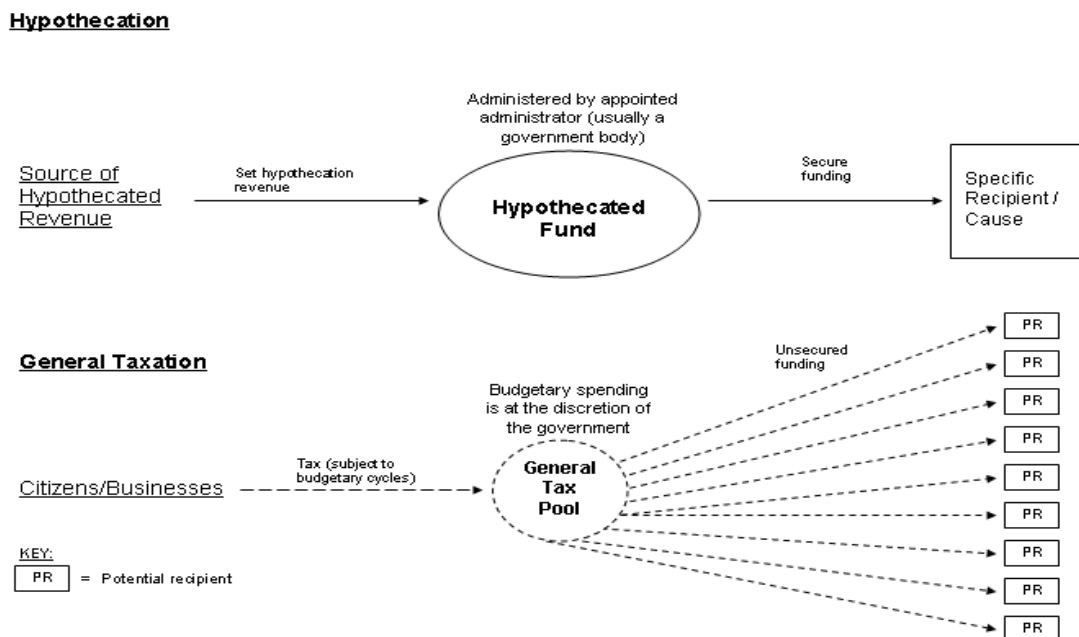 Hypothecation
Administered by appointed
administrator (usually a
government body)
Source of
Hypothecated
Revenue
Set hypothecation
revenue
Hypothecated
Fund
Secure
funding
Specific
Recipient /
Cause
General Taxation
Budgetary spending
is at the discretion of
the government
Unsecured
funding
Citizens/Businesses
Tax (subject to
budgetary cycles)
General
Tax
Pool
PR
PR
PR
PR
PR
PR
PR
PR
PR
KEY:
PR = Potential recipient